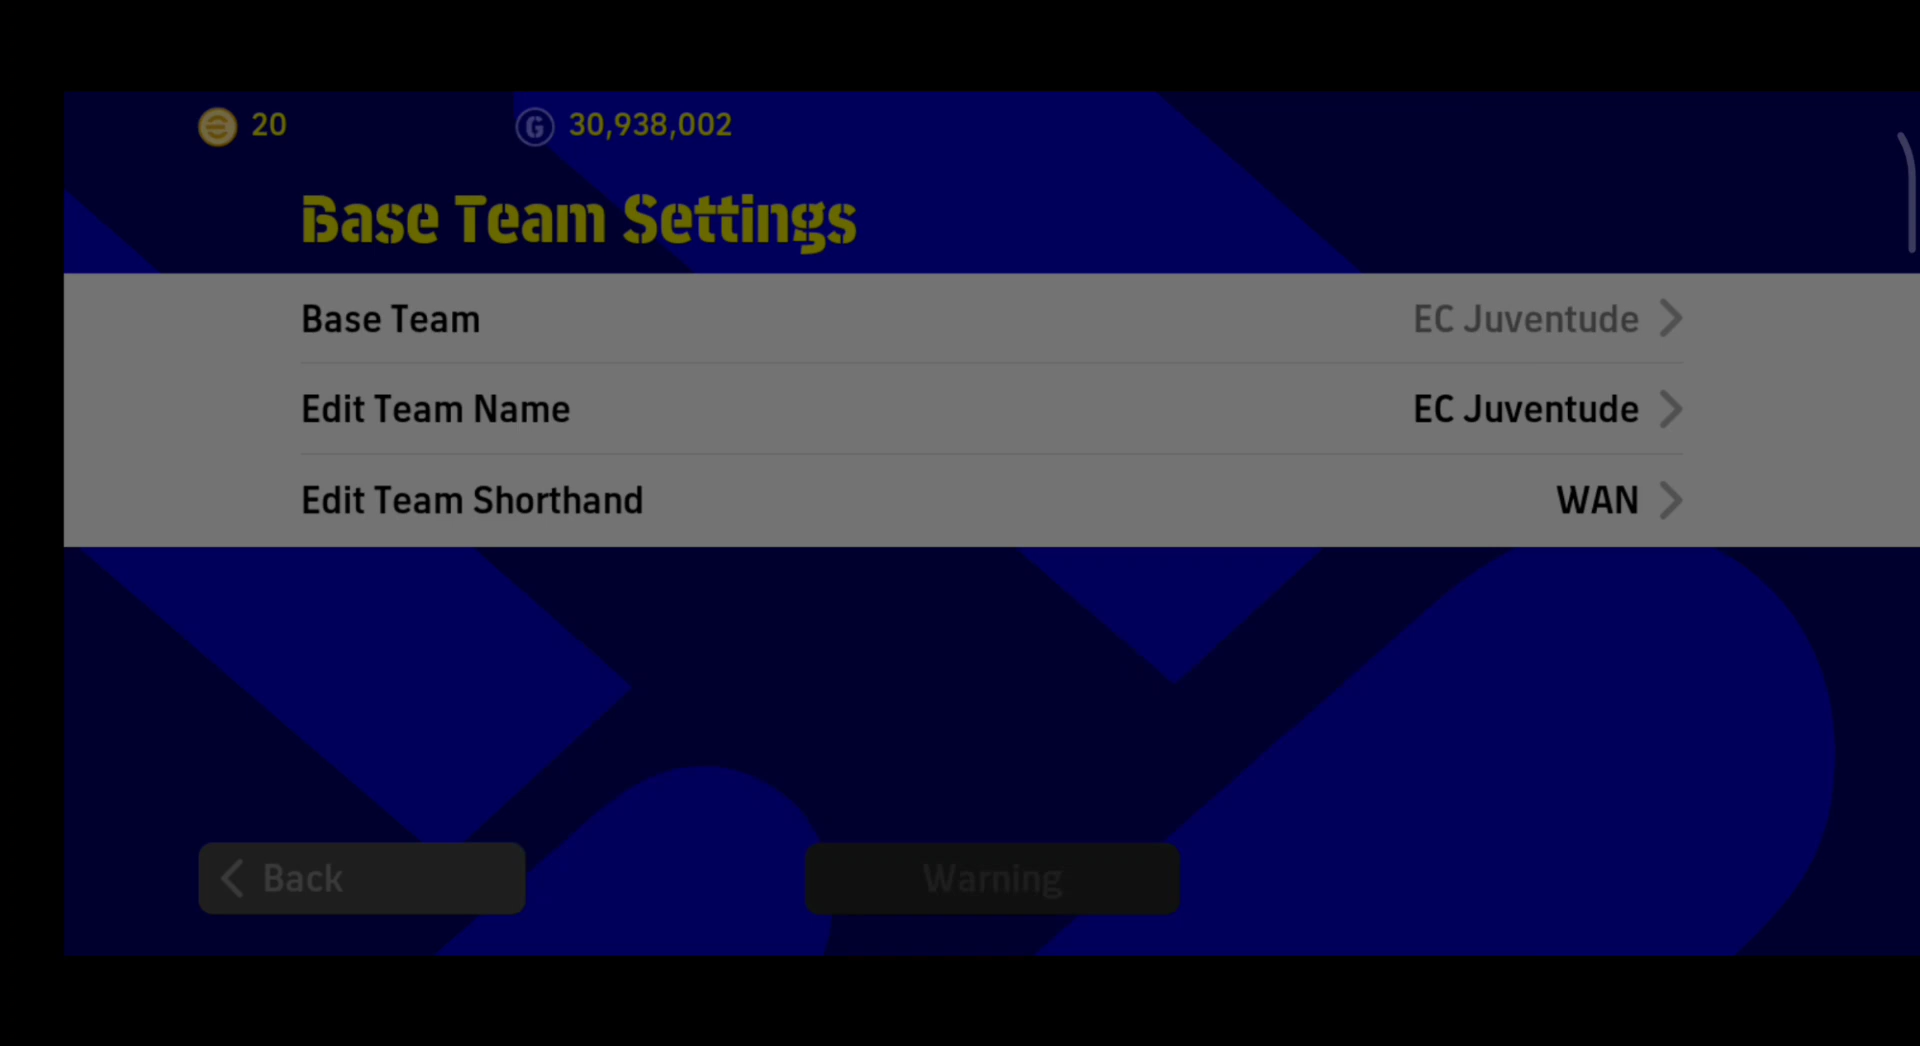 20
G 30,938,002
Base Team Settings
Base Team EC Juventude
Edit Team Name EC Juventude
Edit Team Shorthand WAN
Back
Warning